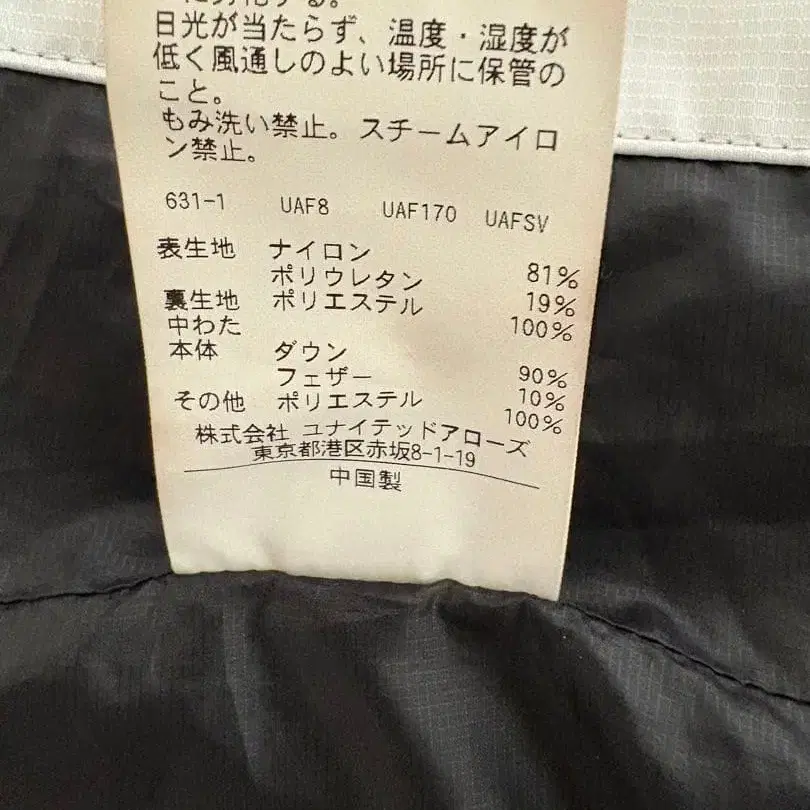 日光が当たらず、温度・湿度が
低く風通しのよい場所に保管の
こと。
もみ洗い禁止。スチームアイロ
ン禁止。
631-1 UAF8 UAF170 UAFSV
表生地 ナイロン 81%
ポリウレタン 19%
裏生地 ポリエステル 100%
中わた
本体 ダウン 90%
フェザー 10%
その他 ポリエステル 100%
株式会社 ユナイテッドアローズ
東京都港区赤坂8-1-19
中国製